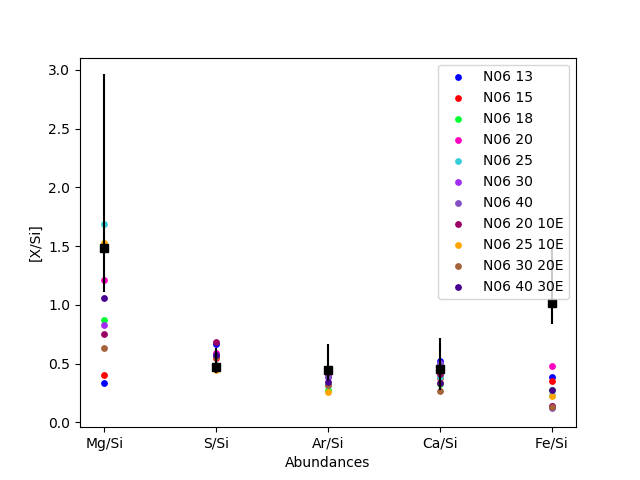 3.0
2.5
2.0
1.5
1.0
0.5
0.0
[X/Si]
N06 13
N06 15
N06 18
N06 20
N06 25
N06 30
N06 40
N06 20 10E
N06 25 10E
N06 30 20E
N06 40 30E
Mg/Si S/Si Ar/Si Ca/Si Fe/Si
Abundances